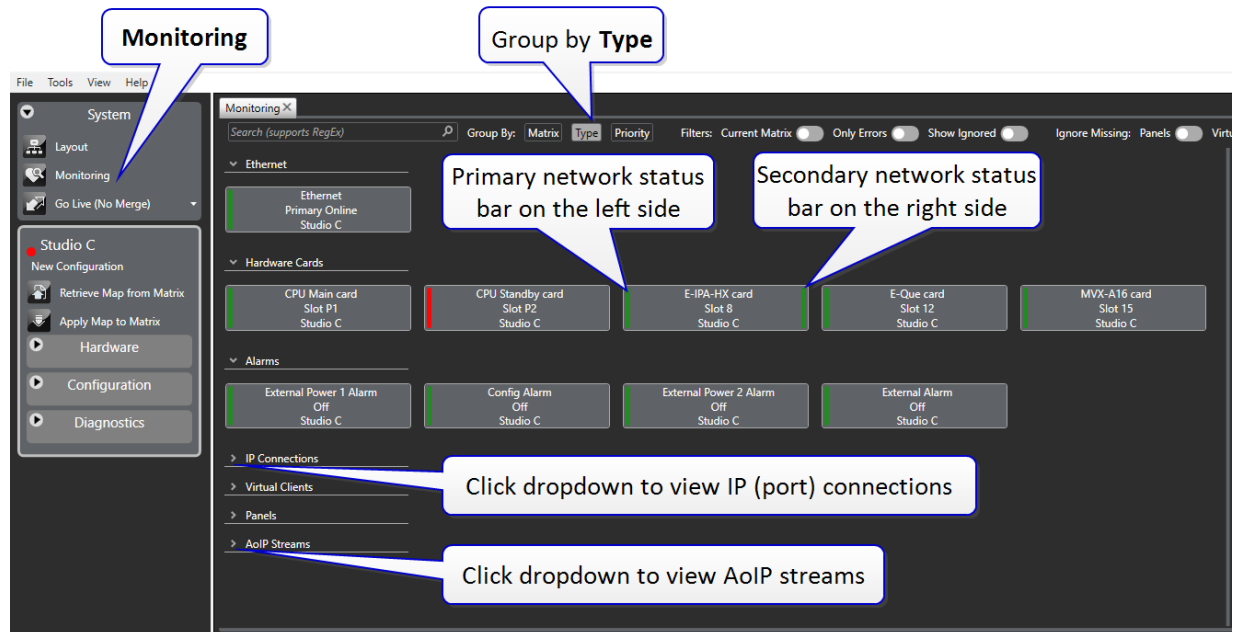 Monitoring
Group by Type
File Tools View Help
System
Layout
Monitoring
Go Live (No Merge)
Studio C
New Configuration
Retrieve Map from Matrix
Apply Map to Matrix
Hardware
Configuration
Diagnostics
Monitoring
Search (supports RegEx)
Group By: Matrix Type Priority Filters: Current Matrix Only Errors Show Ignored Ignore Missing: Panels Virtu
Primary network status
bar on the left side
Secondary network status
bar on the right side
Ethernet
Ethernet
Primary Online
Studio C
Hardware Cards
CPU Main card
Slot P1
Studio C
CPU Standby card
Slot P2
Studio C
E-IPA-HX card
Slot 8
Studio C
E-Que card
Slot 12
Studio C
MVX-A16 card
Slot 15
Studio C
Alarms
External Power 1 Alarm
Off
Studio C
Config Alarm
Off
Studio C
External Power 2 Alarm
Off
Studio C
External Alarm
Off
Studio C
IP Connections
Click dropdown to view IP (port) connections
Virtual Clients
Panels
AoIP Streams
Click dropdown to view AoIP streams